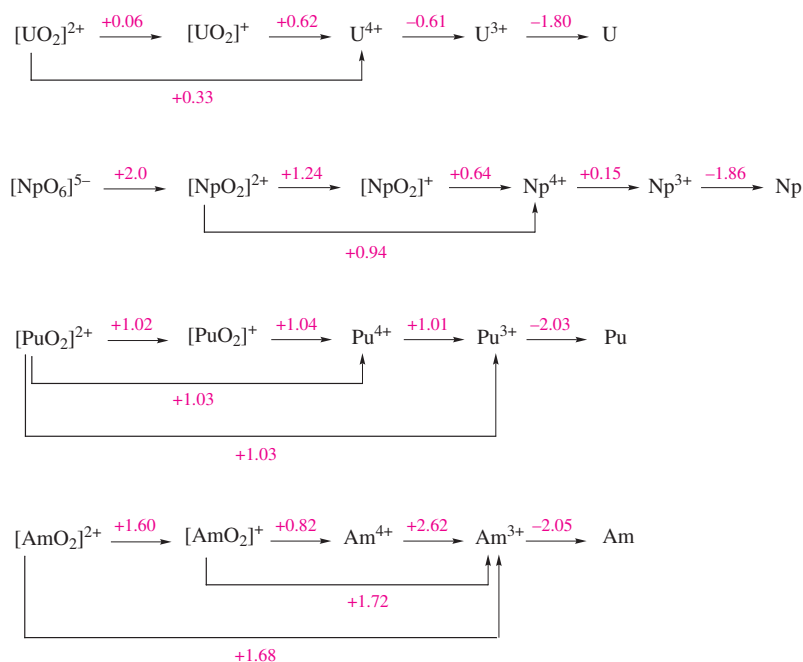 +0.06 +0.62 –0.61 –1.80
[UO₂]²⁺ [UO₂]⁺ U⁴⁺ U³⁺ U
+0.33
+2.0 +1.24 +0.64 +0.15 –1.86
[NpO₆]⁵⁻ [NpO₂]²⁺ [NpO₂]⁺ Np⁴⁺ Np³⁺ Np
+0.94
+1.02 +1.04 +1.01 –2.03
[PuO₂]²⁺ [PuO₂]⁺ Pu⁴⁺ Pu³⁺ Pu
+1.03
+1.03
+1.60 +0.82 +2.62 –2.05
[AmO₂]²⁺ [AmO₂]⁺ Am⁴⁺ Am³⁺ Am
+1.72
+1.68